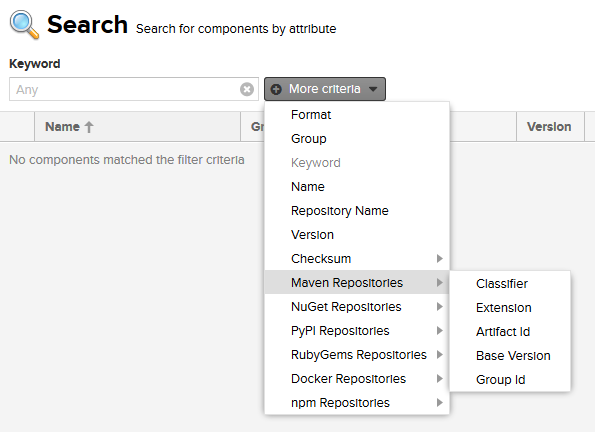 Search Search for components by attribute
Keyword
Any More criteria
Name Version
No components matched the filter criteria
Format
Group
Keyword
Name
Repository Name
Version
Checksum
Maven Repositories
Classifier
NuGet Repositories
Extension
PyPI Repositories
Artifact Id
RubyGems Repositories
Base Version
Docker Repositories
Group Id
npm Repositories